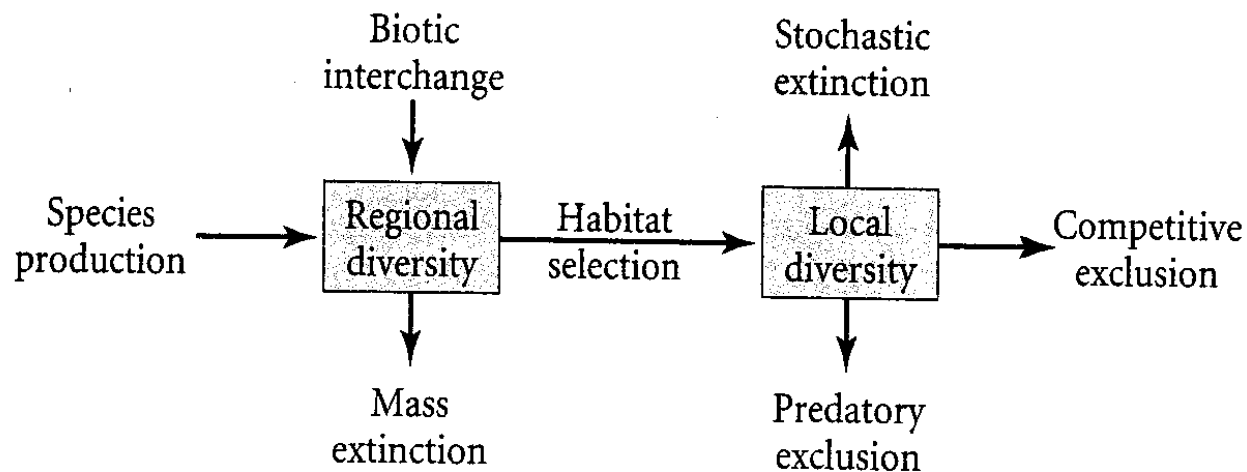 Biotic
interchange
Stochastic
extinction
Species
production
Regional
diversity
Habitat
selection
Local
diversity
Competitive
exclusion
Mass
extinction
Predatory
exclusion